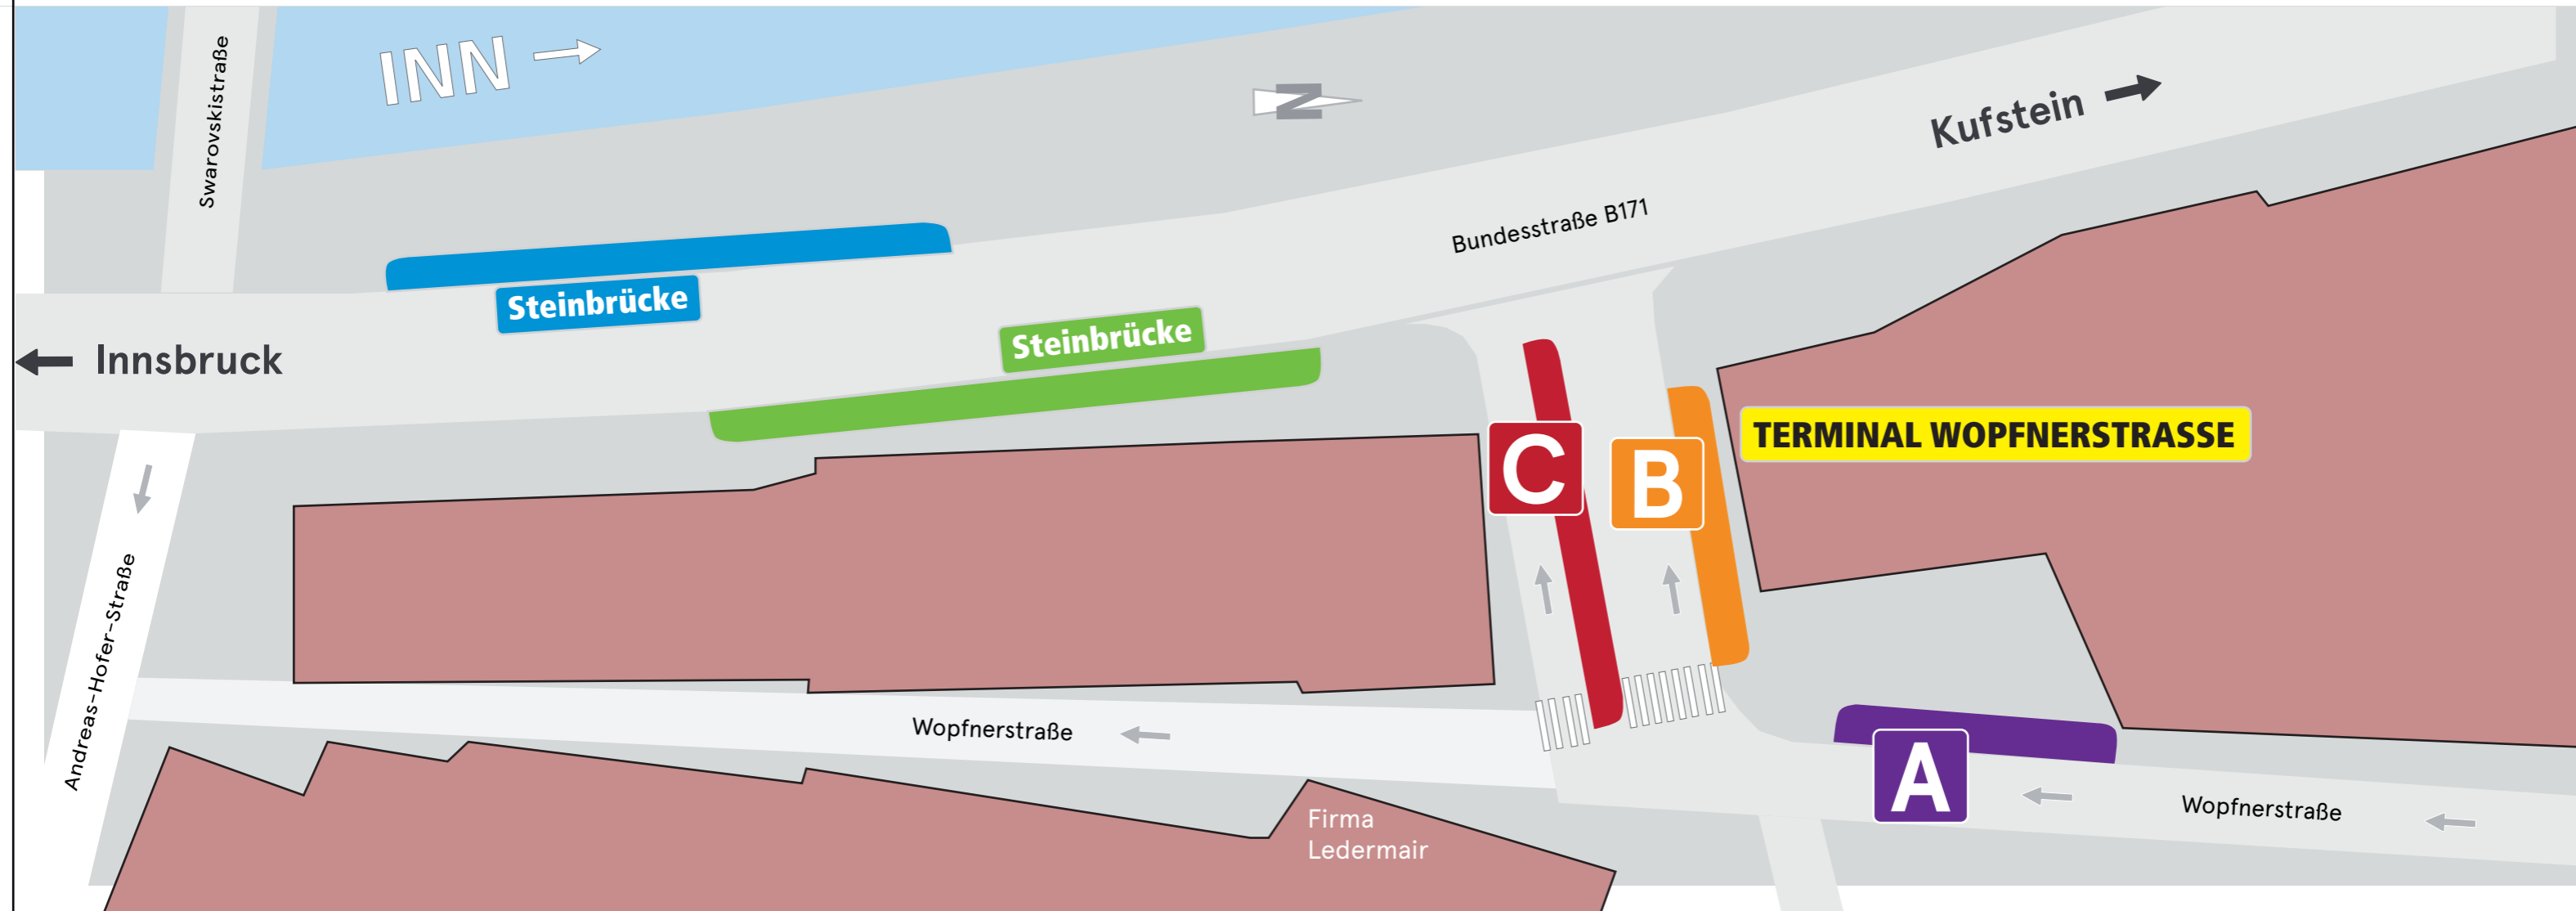 INN
Swarovskistraße
N
Kufstein
Bundesstraße B171
Steinbrücke
Steinbrücke
Innsbruck
TERMINAL WOPFNERSTRASSE
C
B
Andreas-Hofer-Straße
Wopfnerstraße
A
Wopfnerstraße
Firma
Ledermair